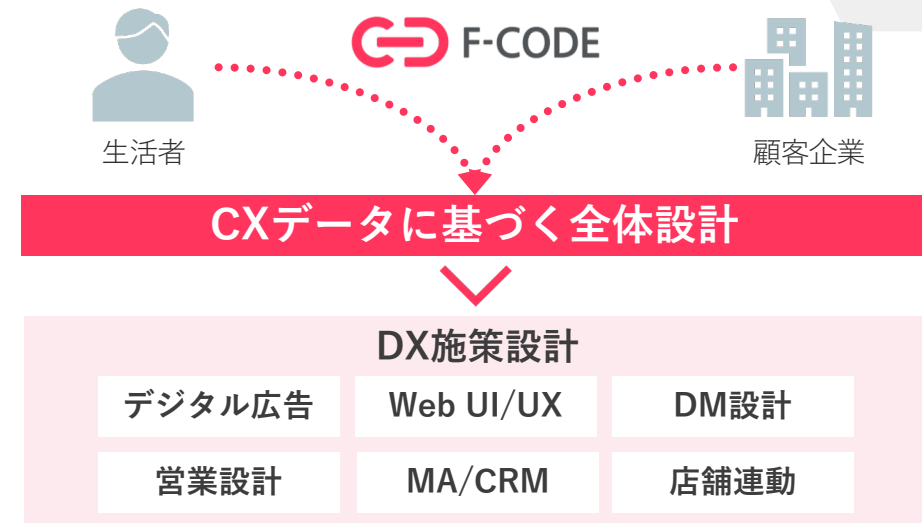 F-CODE
生活者
顧客企業
CXデータに基づく全体設計
DX施策設計
デジタル広告 Web UI/UX DM設計
営業設計 MA/CRM 店舗連動